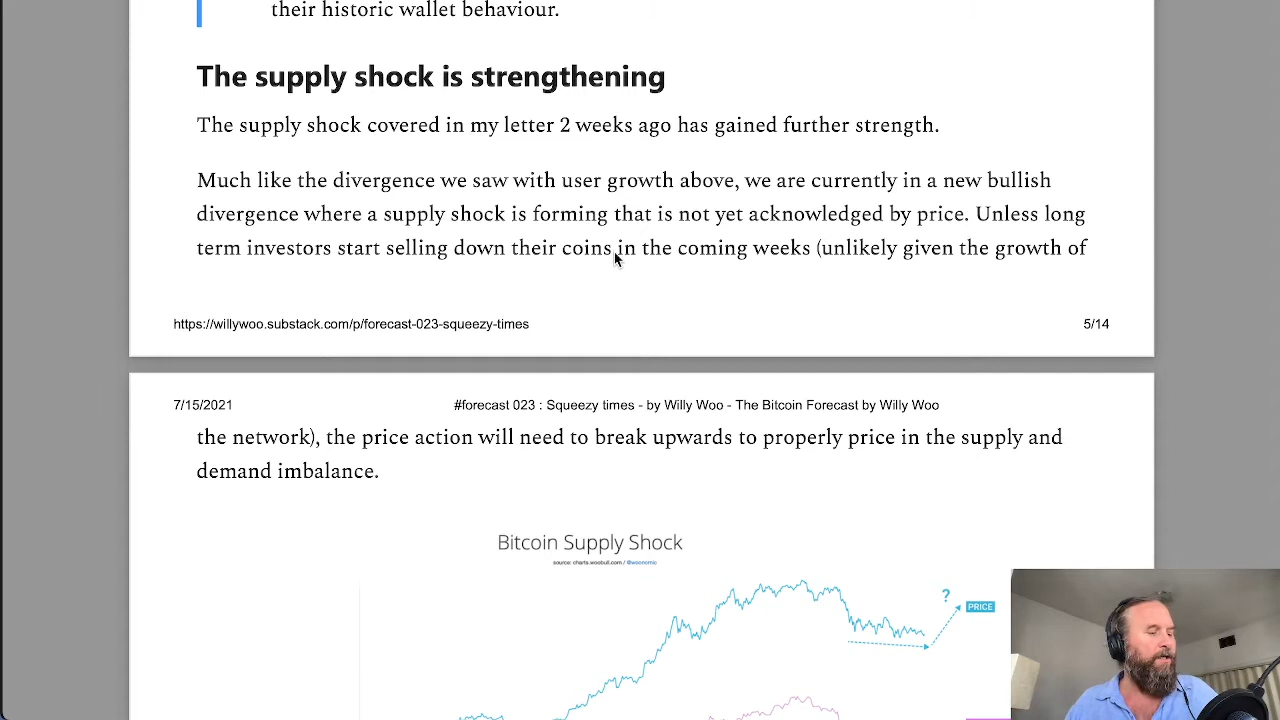 their historic wallet behaviour.
The supply shock is strengthening
The supply shock covered in my letter 2 weeks ago has gained further strength.
Much like the divergence we saw with user growth above, we are currently in a new bullish
divergence where a supply shock is forming that is not yet acknowledged by price. Unless long
term investors start selling down their coins in the coming weeks (unlikely given the growth of
https://willywoo.substack.com/p/forecast-023-squeezy-times 5/14
7/15/2021 #forecast 023 : Squeezy times - by Willy Woo - The Bitcoin Forecast by Willy Woo
the network), the price action will need to break upwards to properly price in the supply and
demand imbalance.
Bitcoin Supply Shock
source: charts.woobull.com / @woonomic
?
PRICE